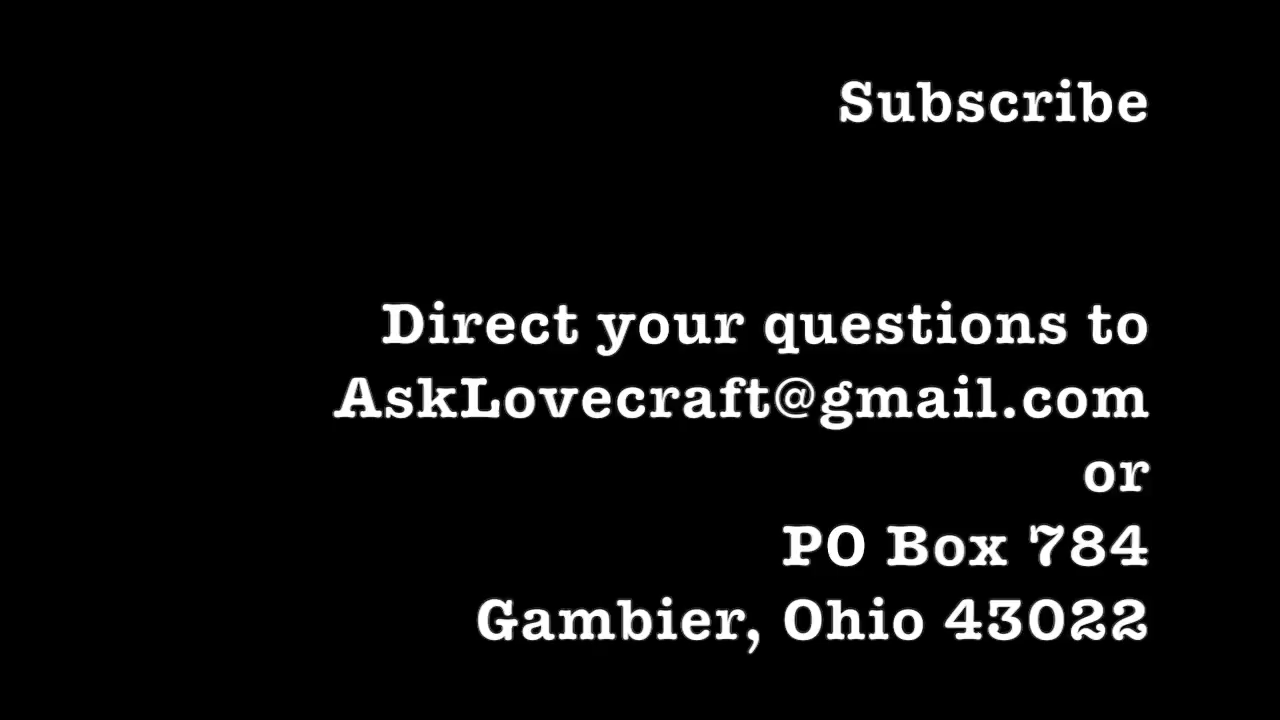 Subscribe
Direct your questions to
AskLovecraft@gmail.com
or
PO Box 784
Gambier, Ohio 43022